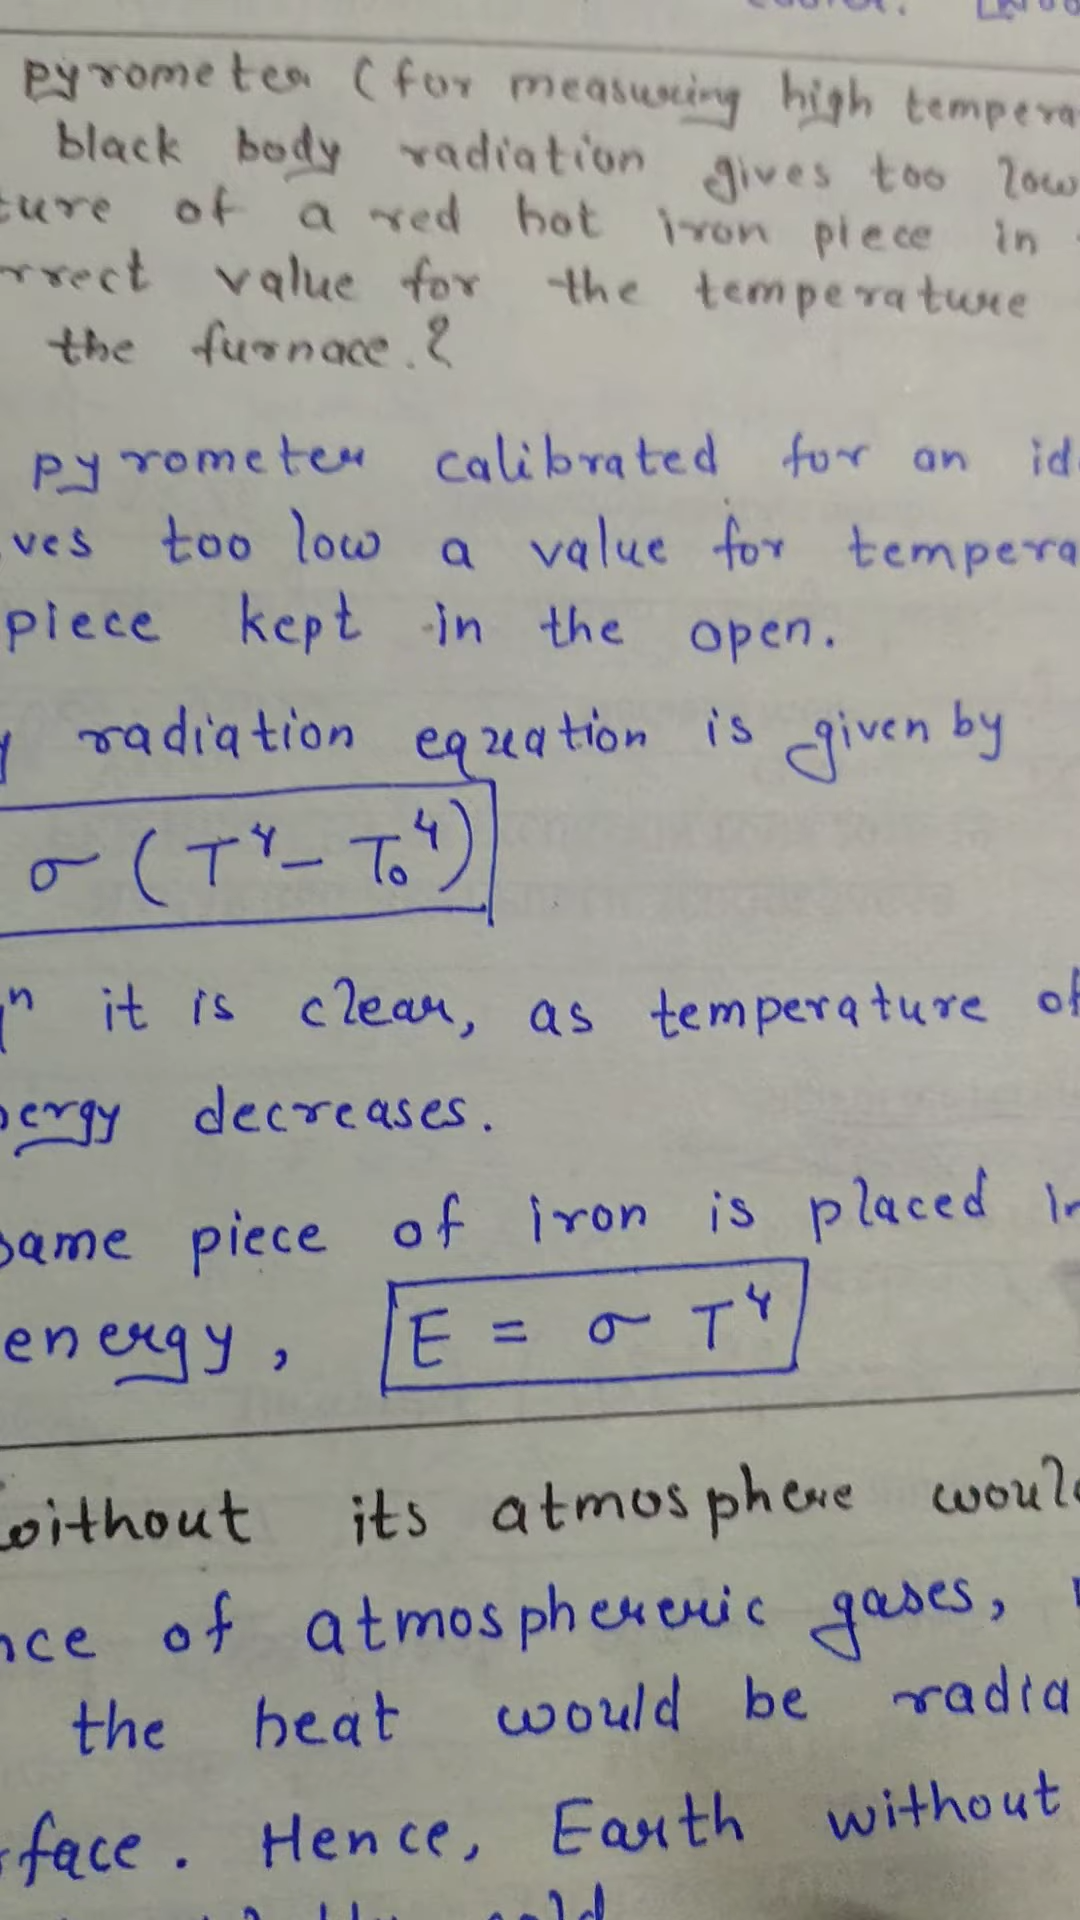 pyrometer (for measuring high tempera
black body radiation gives too low
ture of a red hot iron piece in
rrect value for the temperature
the furnace.?
pyrometer calibrated for an id
ves too low a value for tempera
piece kept in the open.
y radiation equation is given by
σ (T⁴ - T₀⁴)
n it is clear, as temperature of
ergy decreases.
same piece of iron is placed in
energy, E = σ T⁴
without its atmosphere would
nce of atmosphereric gases,
the heat would be radia
rface. Hence, Earth without